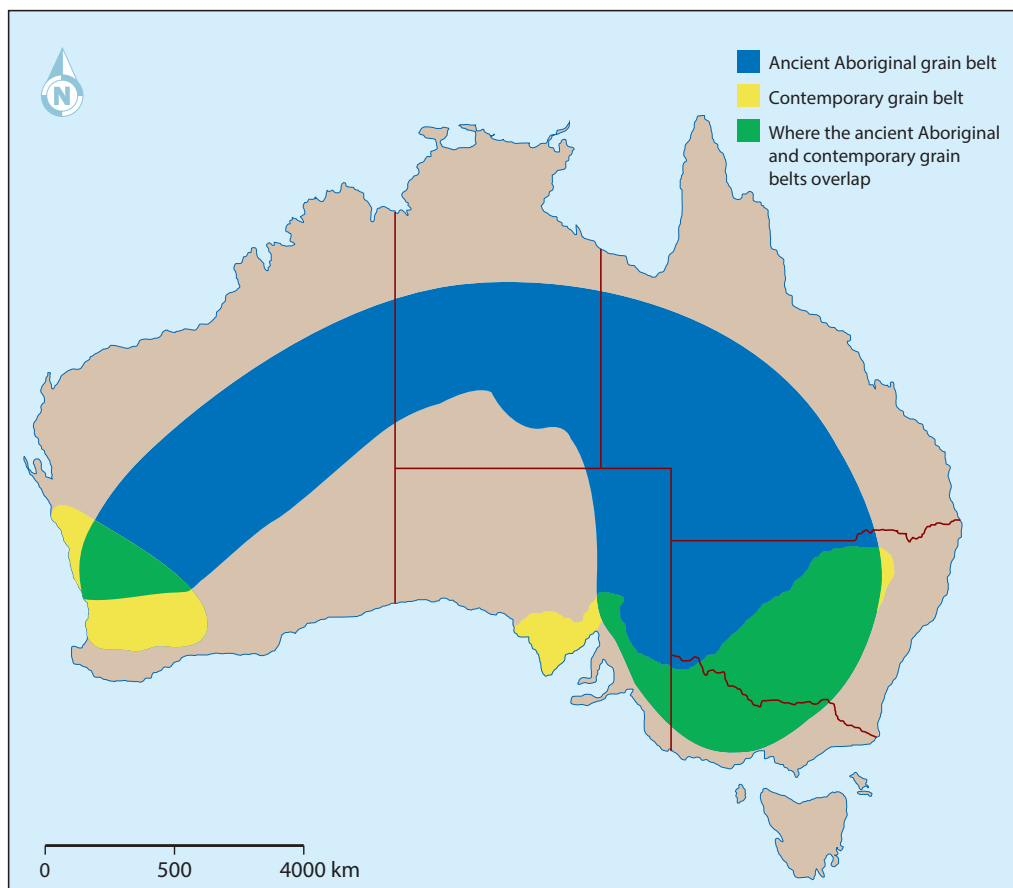 N
Ancient Aboriginal grain belt
Contemporary grain belt
Where the ancient Aboriginal
and contemporary grain
belts overlap
0 500 4000 km